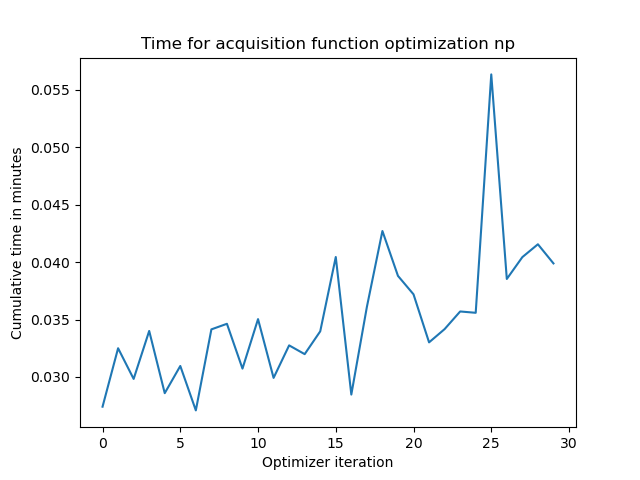 Time for acquisition function optimization np
0.055
0.050
0.045
0.040
0.035
0.030
Cumulative time in minutes
0 5 10 15 20 25 30
Optimizer iteration